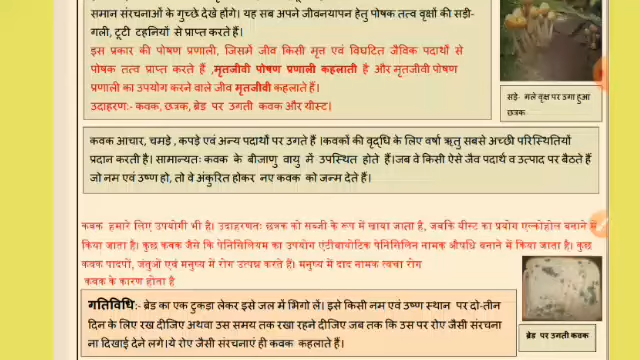 समान संरचनाओं के गुच्छे देखे होंगे। यह सब अपने जीवनयापन हेतु पोषक तत्व वृक्षों की सड़ी-
गली, टूटी टहनियों से प्राप्त करते हैं।
इस प्रकार की पोषण प्रणाली, जिसमें जीव किसी मृत एवं विघटित जैविक पदार्थों से
पोषक तत्व प्राप्त करते हैं ,मृतजीवी पोषण प्रणाली कहलाती है और मृतजीवी पोषण
प्रणाली का उपयोग करने वाले जीव मृतजीवी कहलाते हैं।
उदाहरण:- कवक, छत्रक, ब्रेड पर उगती कवक और यीस्ट।
सड़े- गले वृक्ष पर उगा हुआ
छत्रक
कवक आचार, चमड़े , कपड़े एवं अन्य पदार्थों पर उगते हैं ।कवकों की वृद्धि के लिए वर्षा ऋतु सबसे अच्छी परिस्थितियों
प्रदान करती है। सामान्यतः कवक के बीजाणु वायु में उपस्थित होते हैं।जब वे किसी ऐसे जैव पदार्थ व उत्पाद पर बैठते हैं
जो नम एवं उष्ण हो, तो वे अंकुरित होकर नए कवक को जन्म देते हैं।
कवक हमारे लिए उपयोगी भी है। उदाहरणतः छत्रक को सब्जी के रूप में खाया जाता है, जबकि यीस्ट का प्रयोग एल्कोहोल बनाने में
किया जाता है। कुछ कवक जैसे कि पेनिसिलियम का उपयोग एंटीबायोटिक पेनिसिलिन नामक औषधि बनाने में किया जाता है। कुछ
कवक पादपों, जंतुओं एवं मनुष्य में रोग उत्पन्न करते हैं। मनुष्य में दाद नामक त्वचा रोग
कवक के कारण होता है
गतिविधि:- ब्रेड का एक टुकड़ा लेकर इसे जल में भिगो लें। इसे किसी नम एवं उष्ण स्थान पर दो-तीन
दिन के लिए रख दीजिए अथवा उस समय तक रखा रहने दीजिए जब तक कि उस पर रोए जैसी संरचना
ना दिखाई देने लगे।ये रोए जैसी संरचनाएं ही कवक कहलाते हैं।
ब्रेड पर उगती कवक